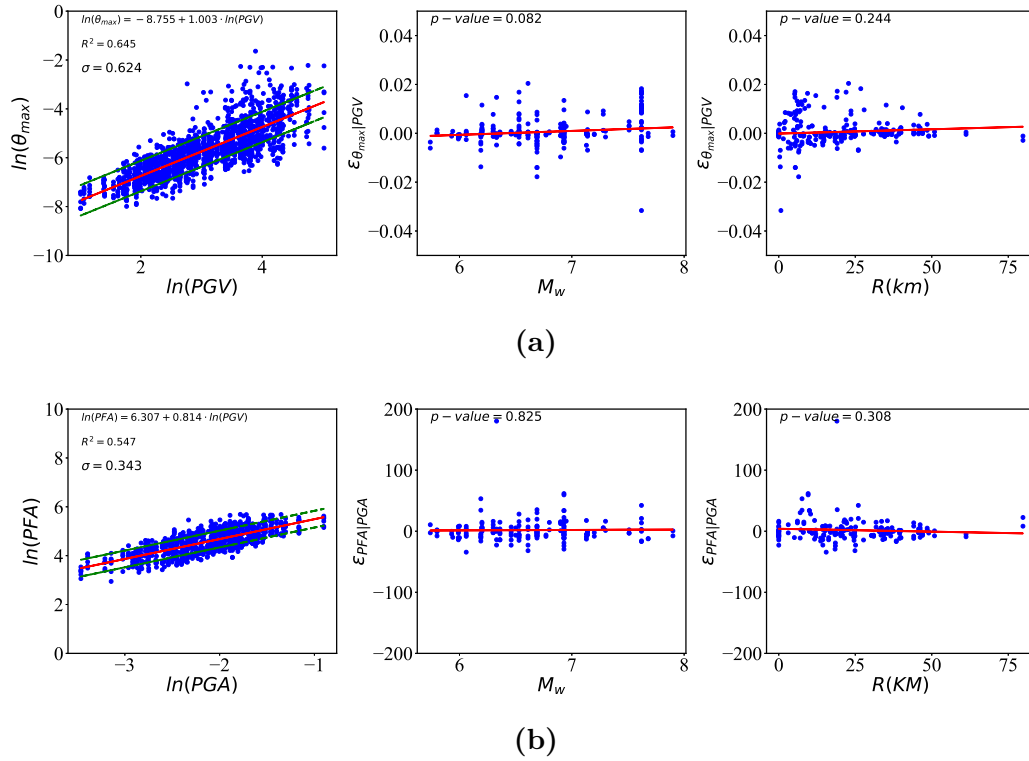 ln(θmax) = − 8.755 + 1.003 · ln(PGV)
R² = 0.645
σ = 0.624
0
−2
−4
−6
−8
−10
ln(θmax)
2 4
ln(PGV)
p − value = 0.082
0.04
0.02
0.00
−0.02
−0.04
εθmax|PGV
6 7 8
Mw
p − value = 0.244
0.04
0.02
0.00
−0.02
−0.04
εθmax|PGV
0 25 50 75
R(km)
(a)
ln(PFA) = 6.307 + 0.814 · ln(PGV)
R² = 0.547
σ = 0.343
10
8
6
4
2
0
ln(PFA)
−3 −2 −1
ln(PGA)
p − value = 0.825
200
100
0
−100
−200
εPFA|PGA
6 7 8
Mw
p − value = 0.308
200
100
0
−100
−200
εPFA|PGA
0 25 50 75
R(KM)
(b)